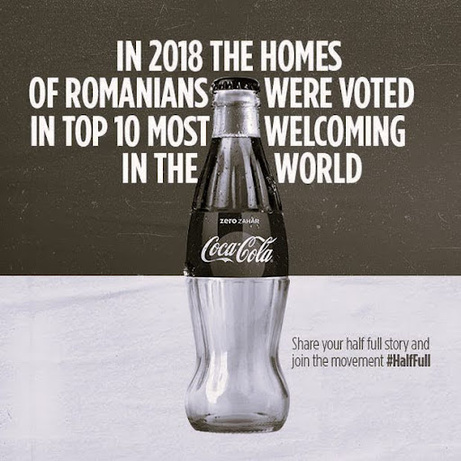 IN 2018 THE HOMES
OF ROMANIANS WERE VOTED
IN TOP 10 MOST WELCOMING
IN THE WORLD
zero ZAHĂR
Coca-Cola
Share your half full story and
join the movement #HalfFull